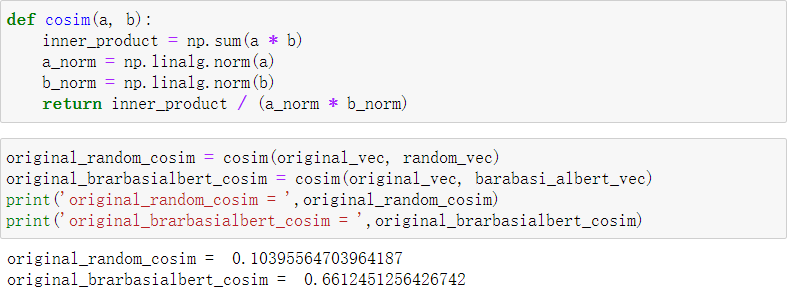 def cosim(a, b):
    inner_product = np.sum(a * b)
    a_norm = np.linalg.norm(a)
    b_norm = np.linalg.norm(b)
    return inner_product / (a_norm * b_norm)
original_random_cosim = cosim(original_vec, random_vec)
original_brarbasialbert_cosim = cosim(original_vec, barabasi_albert_vec)
print('original_random_cosim = ',original_random_cosim)
print('original_brarbasialbert_cosim = ',original_brarbasialbert_cosim)
original_random_cosim =  0.10395564703964187
original_brarbasialbert_cosim =  0.6612451256426742